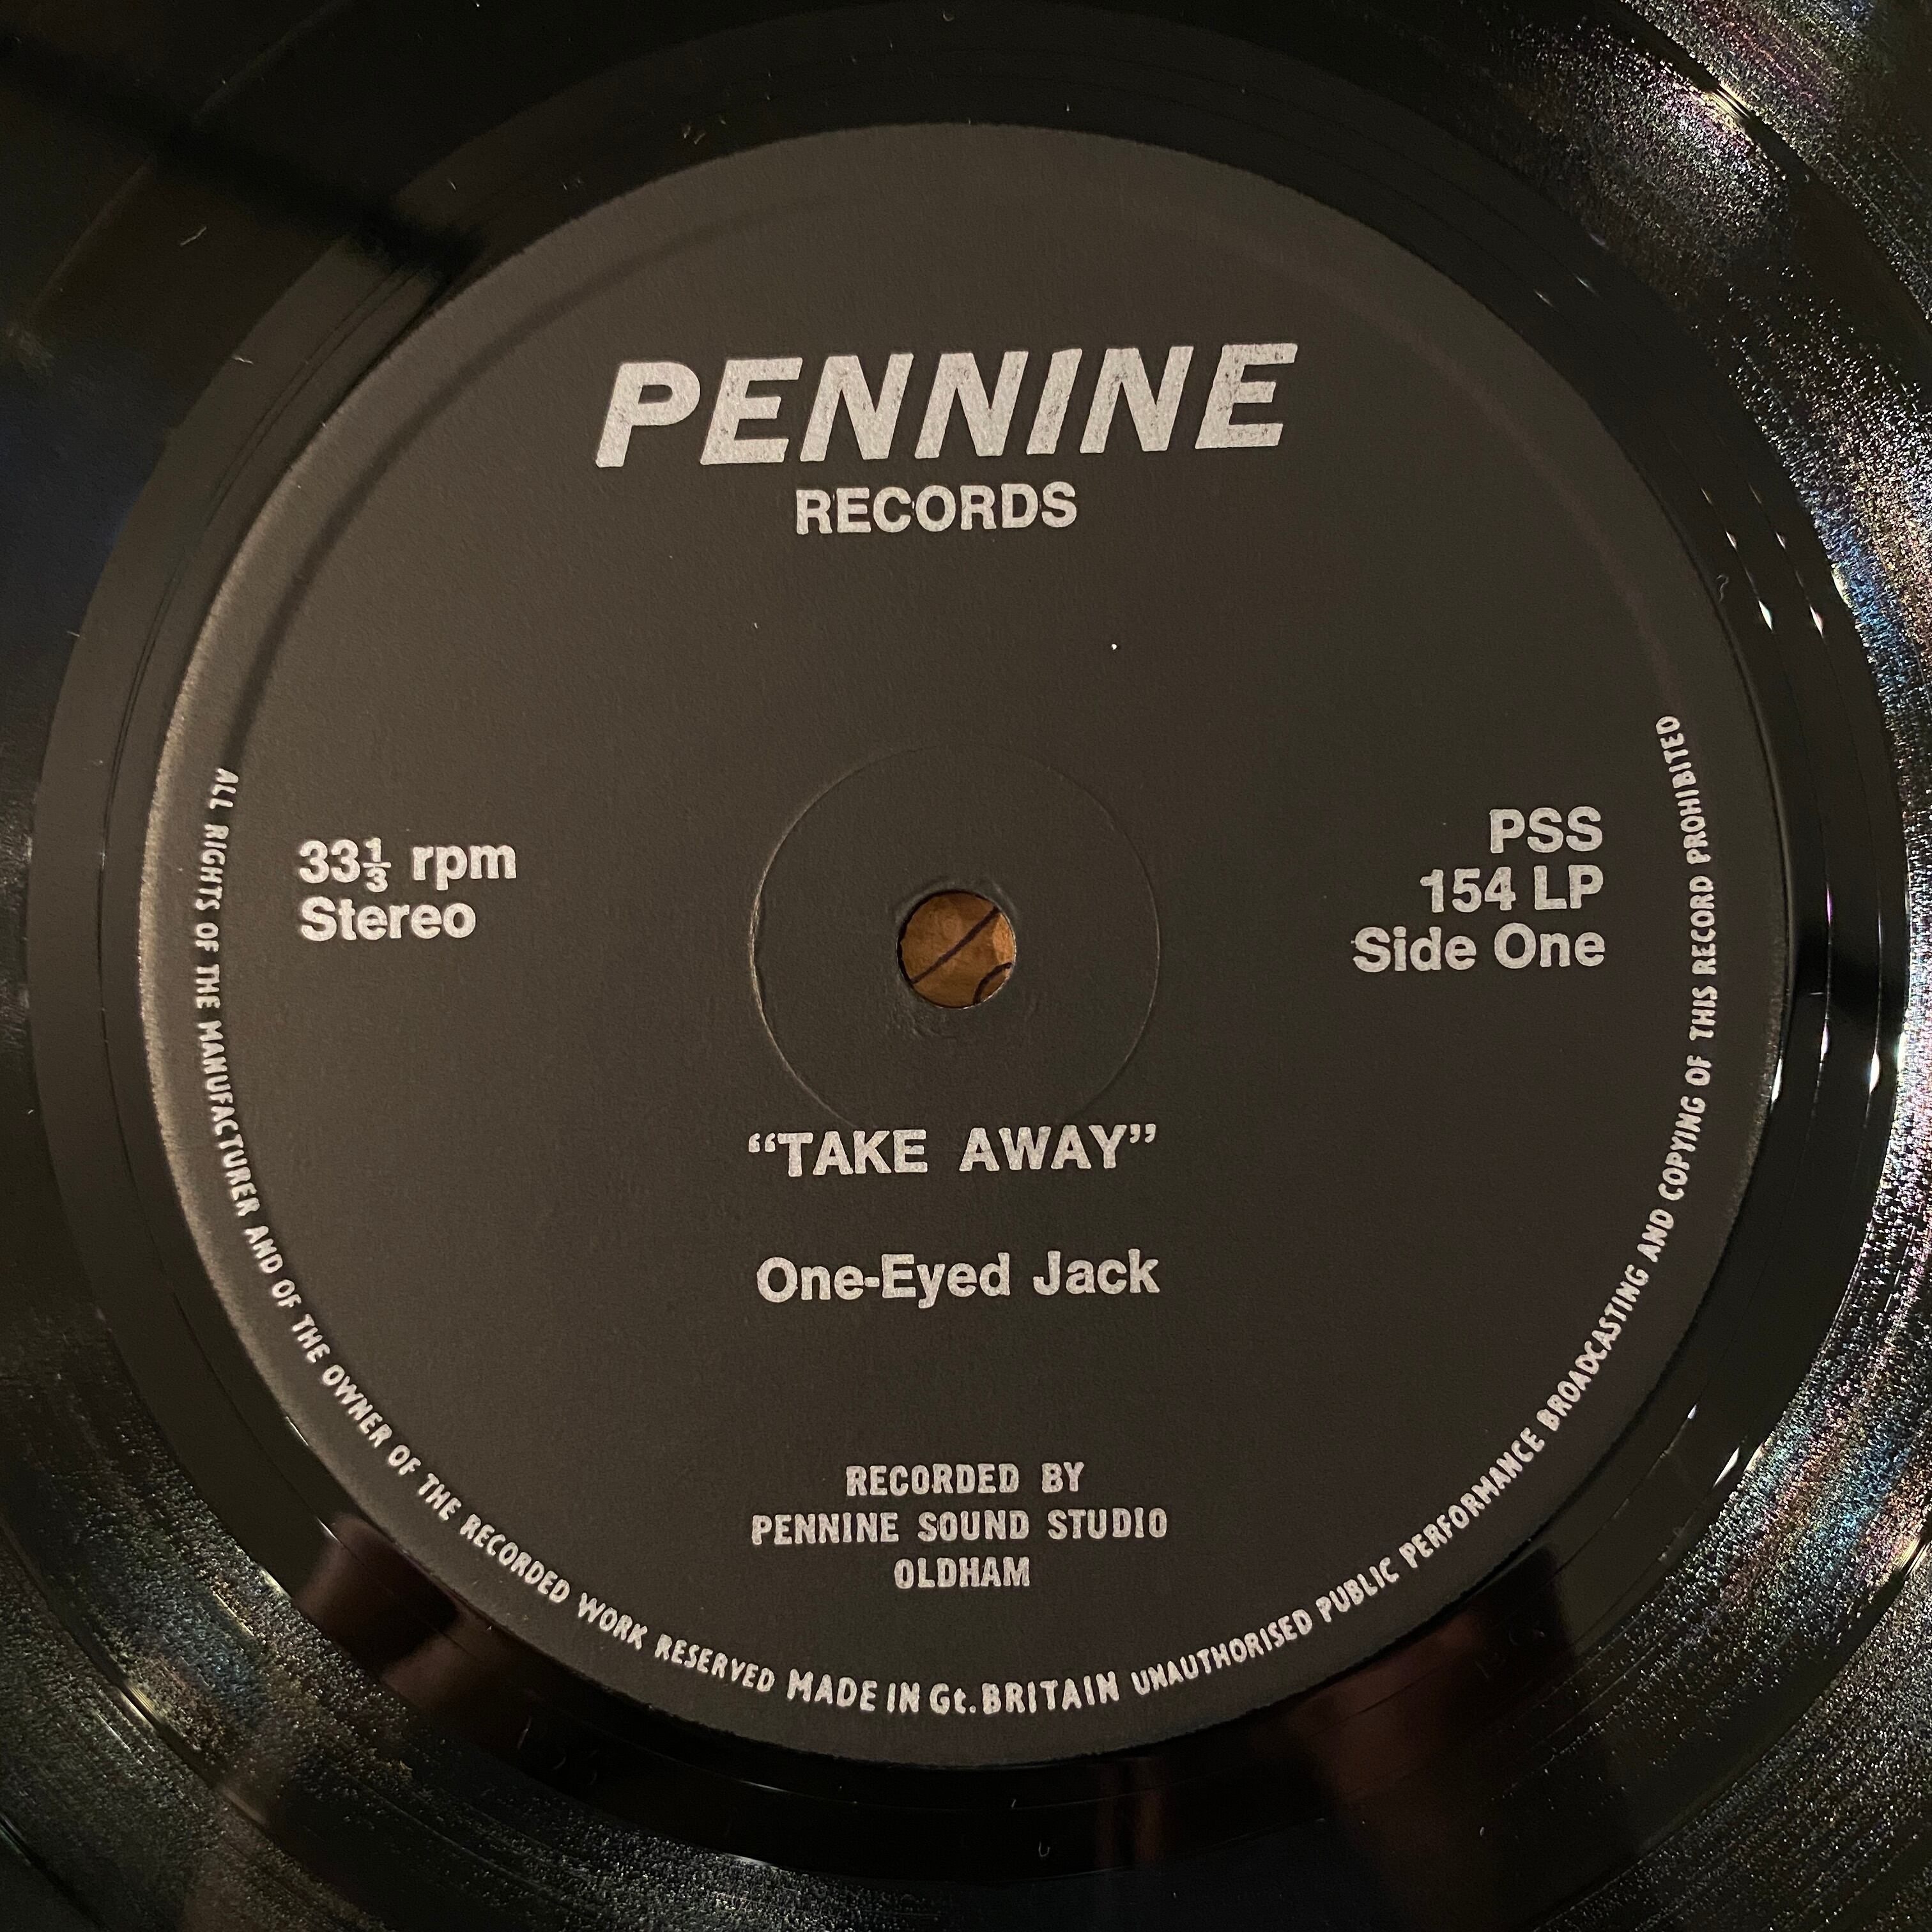 PENNINE
RECORDS
33⅓ rpm
Stereo
PSS
154 LP
Side One
“TAKE AWAY”
One-Eyed Jack
RECORDED BY
PENNINE SOUND STUDIO
OLDHAM
ALL RIGHTS OF THE MANUFACTURER AND OF THE OWNER OF THE RECORDED WORK RESERVED MADE IN Gt. BRITAIN UNAUTHORISED PUBLIC PERFORMANCE BROADCASTING AND COPYING OF THIS RECORD PROHIBITED